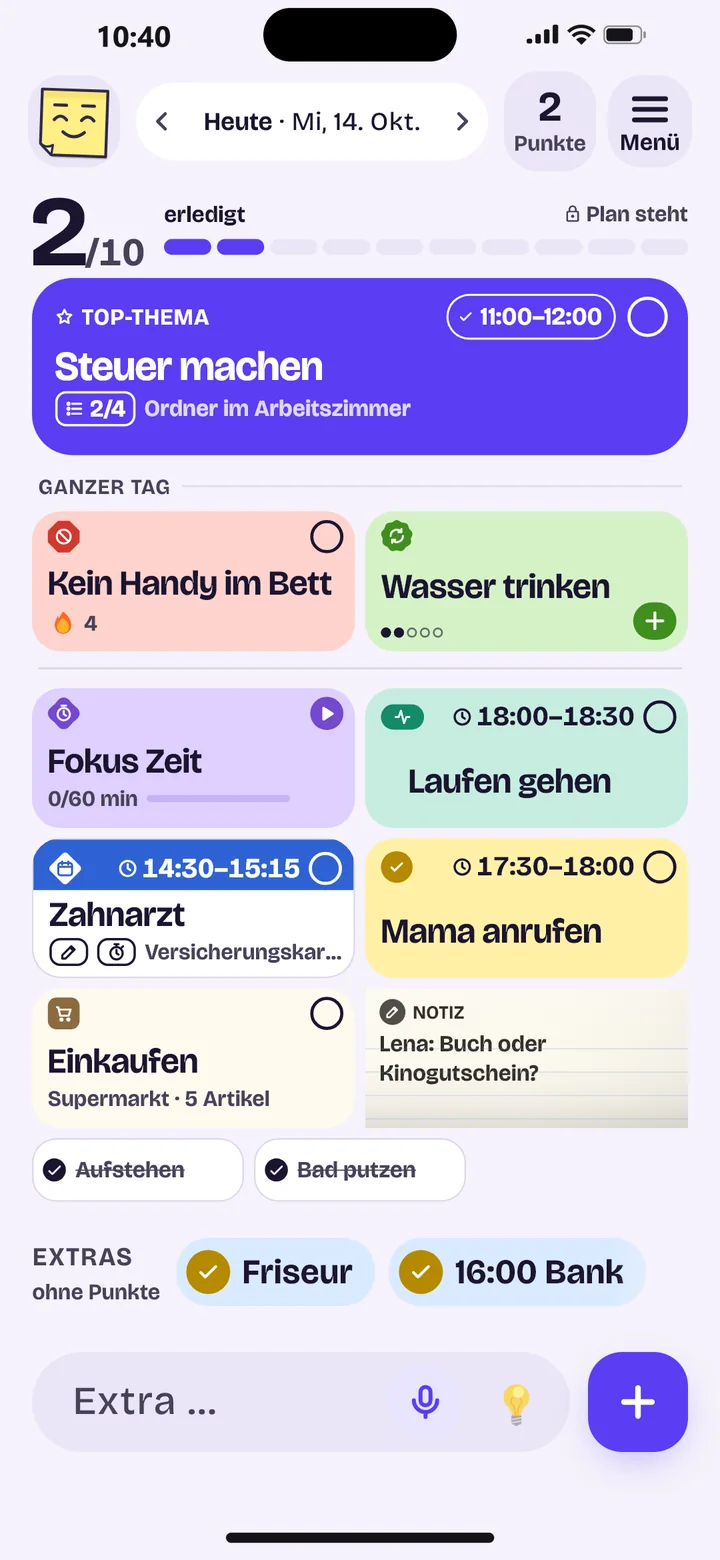 10:40
Heute · Mi, 14. Okt.
2
Punkte
Menü
2/10
erledigt
Plan steht
TOP-THEMA
11:00–12:00
Steuer machen
2/4 Ordner im Arbeitszimmer
GANZER TAG
Kein Handy im Bett
4
Wasser trinken
Fokus Zeit
0/60 min
18:00–18:30
Laufen gehen
14:30–15:15
Zahnarzt
Versicherungskar...
17:30–18:00
Mama anrufen
Einkaufen
Supermarkt · 5 Artikel
NOTIZ
Lena: Buch oder
Kinogutschein?
Aufstehen
Bad putzen
EXTRAS
ohne Punkte
Friseur
16:00 Bank
Extra ...